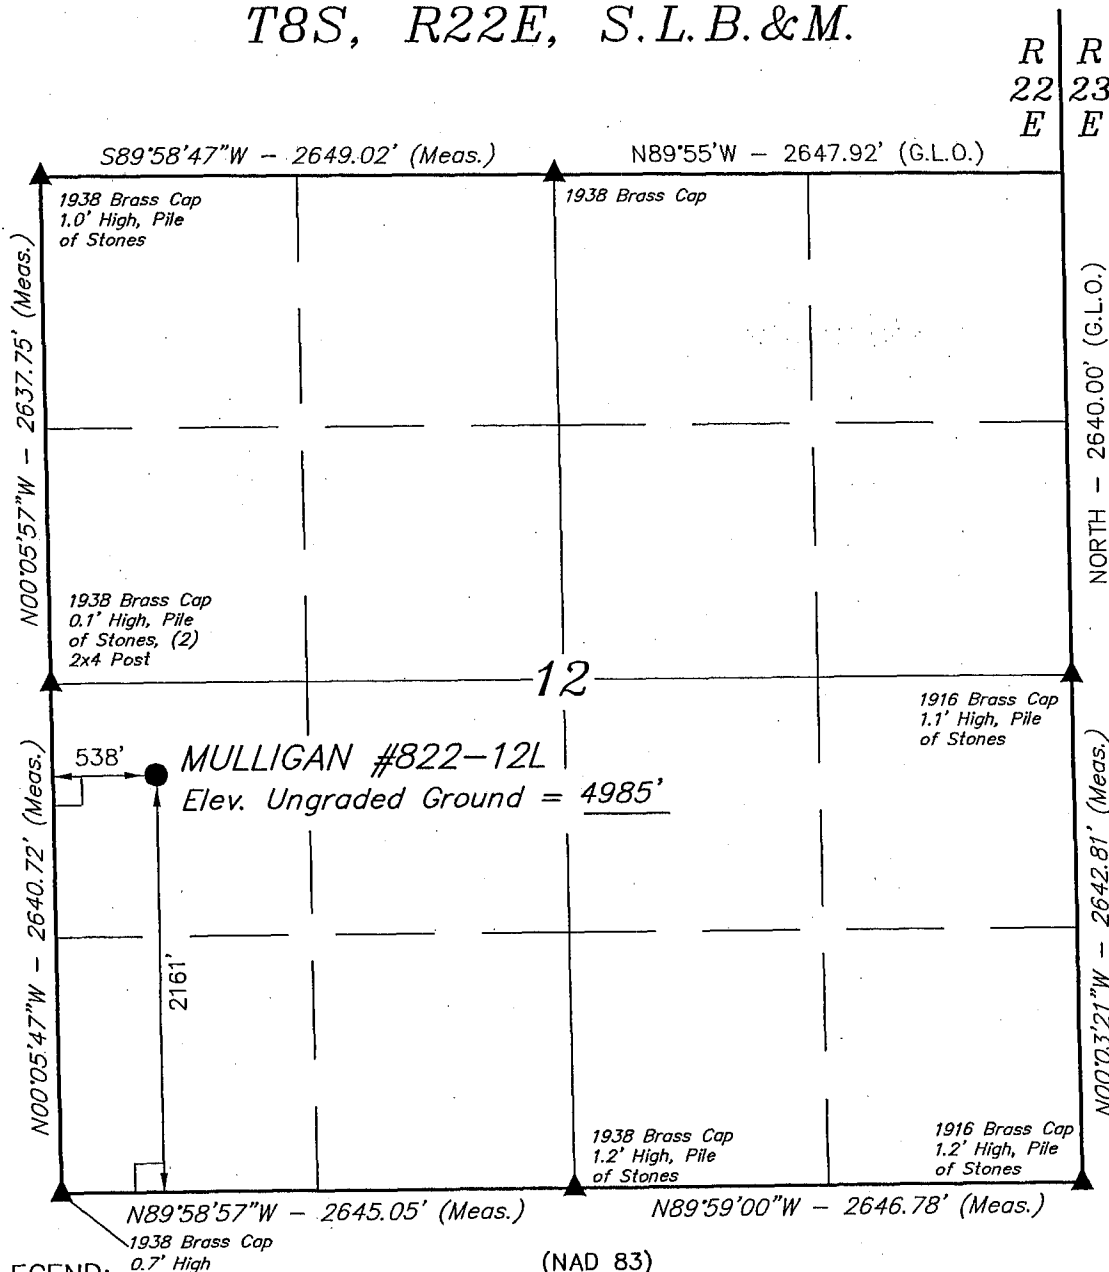 T8S, R22E, S.L.B.&M.
R R
22 23
E E
S89°58'47"W - 2649.02' (Meas.)
N89°55'W - 2647.92' (G.L.O.)
1938 Brass Cap
1.0' High, Pile
of Stones
1938 Brass Cap
N00°05'57"W - 2637.75' (Meas.)
NORTH - 2640.00' (G.L.O.)
1938 Brass Cap
0.1' High, Pile
of Stones, (2)
2x4 Post
12
1916 Brass Cap
1.1' High, Pile
of Stones
538'
MULLIGAN #822-12L
Elev. Ungraded Ground = 4985'
N00°05'47"W - 2640.72' (Meas.)
2161'
N00°03'21"W - 2642.81' (Meas.)
1938 Brass Cap
1.2' High, Pile
of Stones
1916 Brass Cap
1.2' High, Pile
of Stones
N89°58'57"W - 2645.05' (Meas.)
N89°59'00"W - 2646.78' (Meas.)
1938 Brass Cap
0.7' High
EGEND:
(NAD 83)